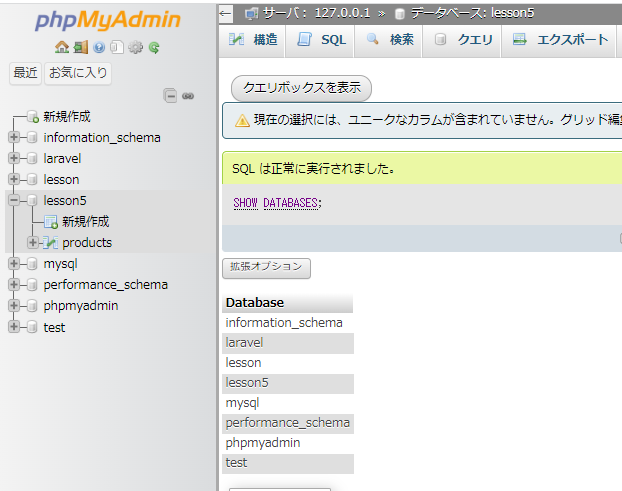 phpMyAdmin
最近 お気に入り
新規作成
information_schema
laravel
lesson
lesson5
新規作成
products
mysql
performance_schema
phpmyadmin
test
サーバ: 127.0.0.1 » データベース: lesson5
構造 SQL 検索 クエリ エクスポート
クエリボックスを表示
現在の選択には、ユニークなカラムが含まれていません。グリッド編
SQL は正常に実行されました。
SHOW DATABASES;
拡張オプション
Database
information_schema
laravel
lesson
lesson5
mysql
performance_schema
phpmyadmin
test